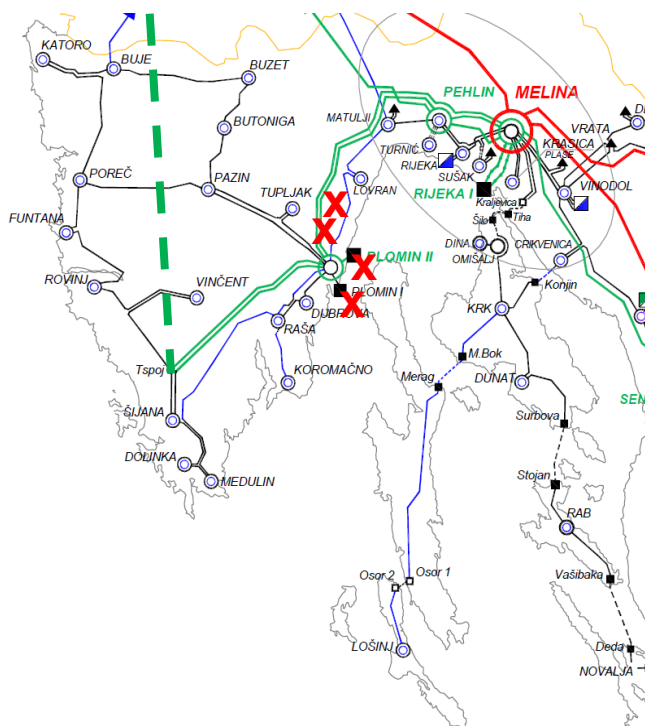 KATORO
BUJE
BUZET
PEHLIN
MELINA
MATULJI
BUTONIGA
TURNIĆ
RIJEKA
SUŠAK
KRASICA
PLASE
VRATA
POREČ
PAZIN
TUPLJAK
LOVRAN
RIJEKA I
Kraljevica
VINODOL
FUNTANA
Šilo
Tiha
DINA
OMIŠALJ
CRIKVENICA
PLOMIN II
ROVINJ
VINČENT
PLOMIN I
Konjin
DUBROVA
RAŠA
KRK
Tspoj
KOROMAČNO
M.Bok
Merag
DUNAT
SEN
ŠIJANA
Surbova
DOLINKA
MEDULIN
Stojan
RAB
Osor 2
Osor 1
Vašibaka
LOŠINJ
Deda
NOVALJA